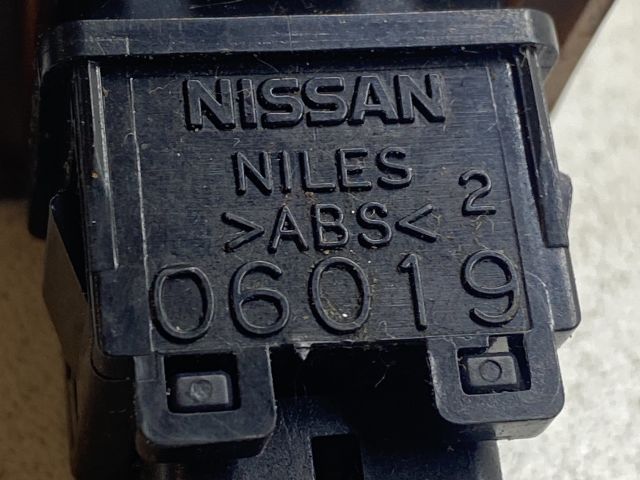 NISSAN
NILES
>ABS< 2
06019